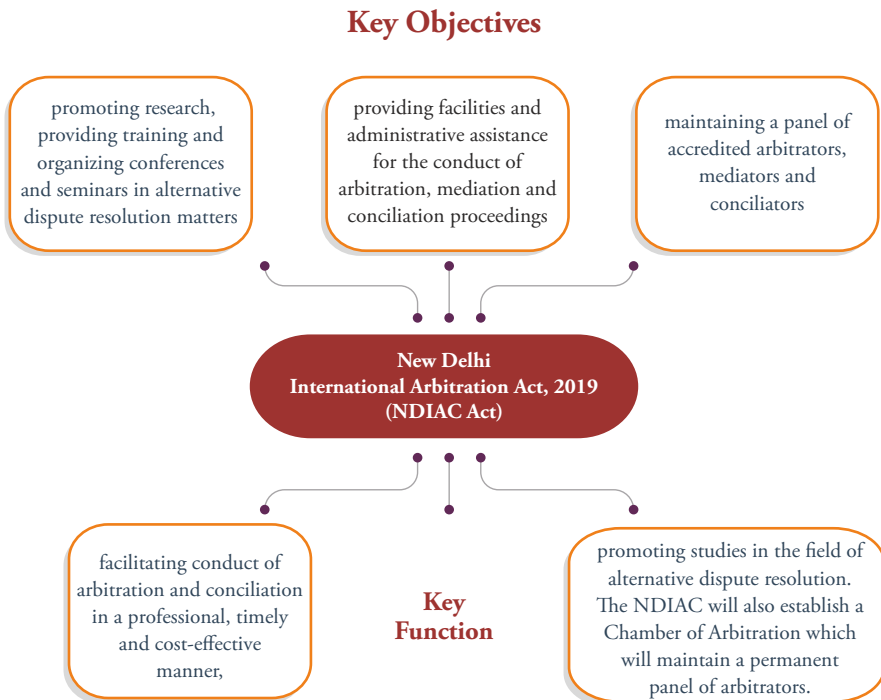 Key Objectives
promoting research,
providing training and
organizing conferences
and seminars in alternative
dispute resolution matters
providing facilities and
administrative assistance
for the conduct of
arbitration, mediation and
conciliation proceedings
maintaining a panel of
accredited arbitrators,
mediators and
conciliators
New Delhi
International Arbitration Act, 2019
(NDIAC Act)
facilitating conduct of
arbitration and conciliation
in a professional, timely
and cost-effective
manner,
Key
Function
promoting studies in the field of
alternative dispute resolution.
The NDIAC will also establish a
Chamber of Arbitration which
will maintain a permanent
panel of arbitrators.